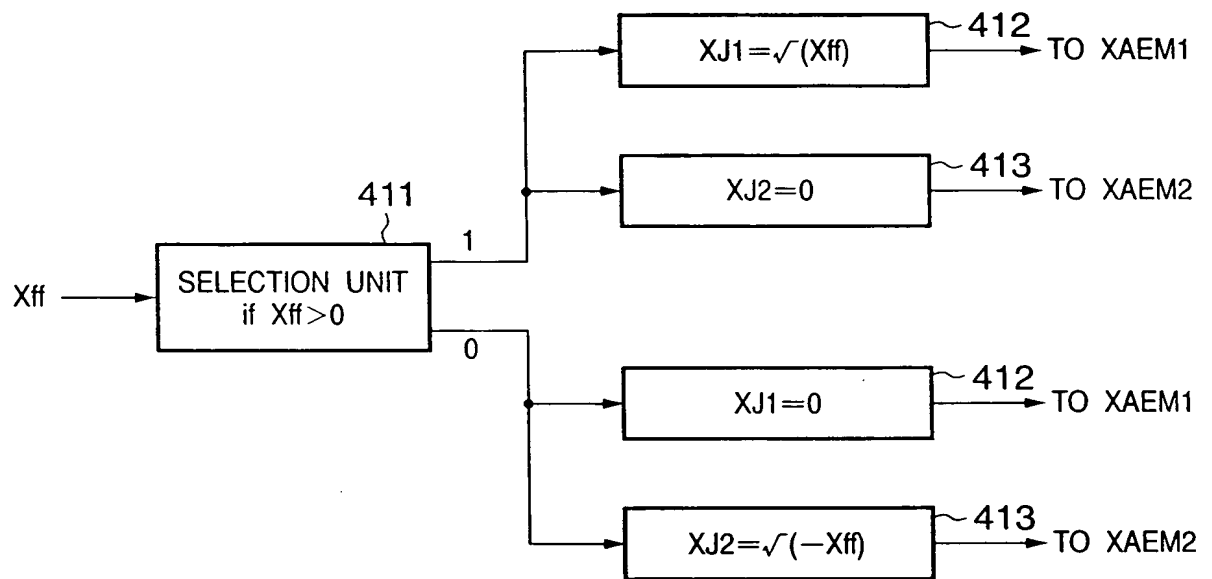 412
XJ1=√(Xff)
TO XAEM1
413
XJ2=0
TO XAEM2
411
1
Xff
SELECTION UNIT
if Xff>0
0
412
XJ1=0
TO XAEM1
413
XJ2=√(-Xff)
TO XAEM2